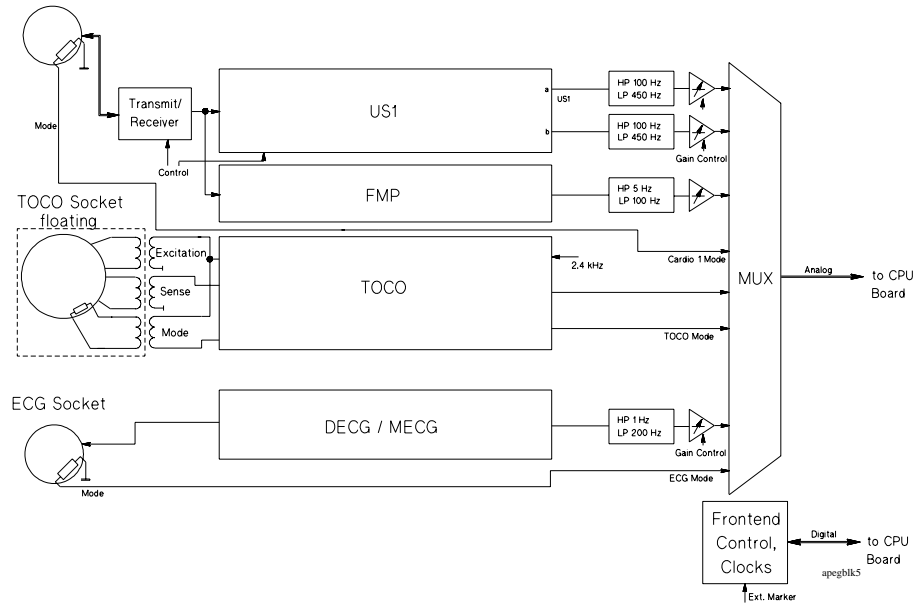 a
US1
HP 100 Hz
LP 450 Hz
US1
Transmit/
Receiver
Mode
b
HP 100 Hz
LP 450 Hz
Gain Control
Control
FMP
HP 5 Hz
LP 100 Hz
TOCO Socket
floating
Excitation
2.4 kHz
Cardio 1 Mode
MUX
Analog
to CPU
Board
Sense
TOCO
Mode
TOCO Mode
ECG Socket
DECG / MECG
HP 1 Hz
LP 200 Hz
Gain Control
ECG Mode
Mode
Frontend
Control,
Clocks
Digital
to CPU
Board
apegblk5
Ext. Marker